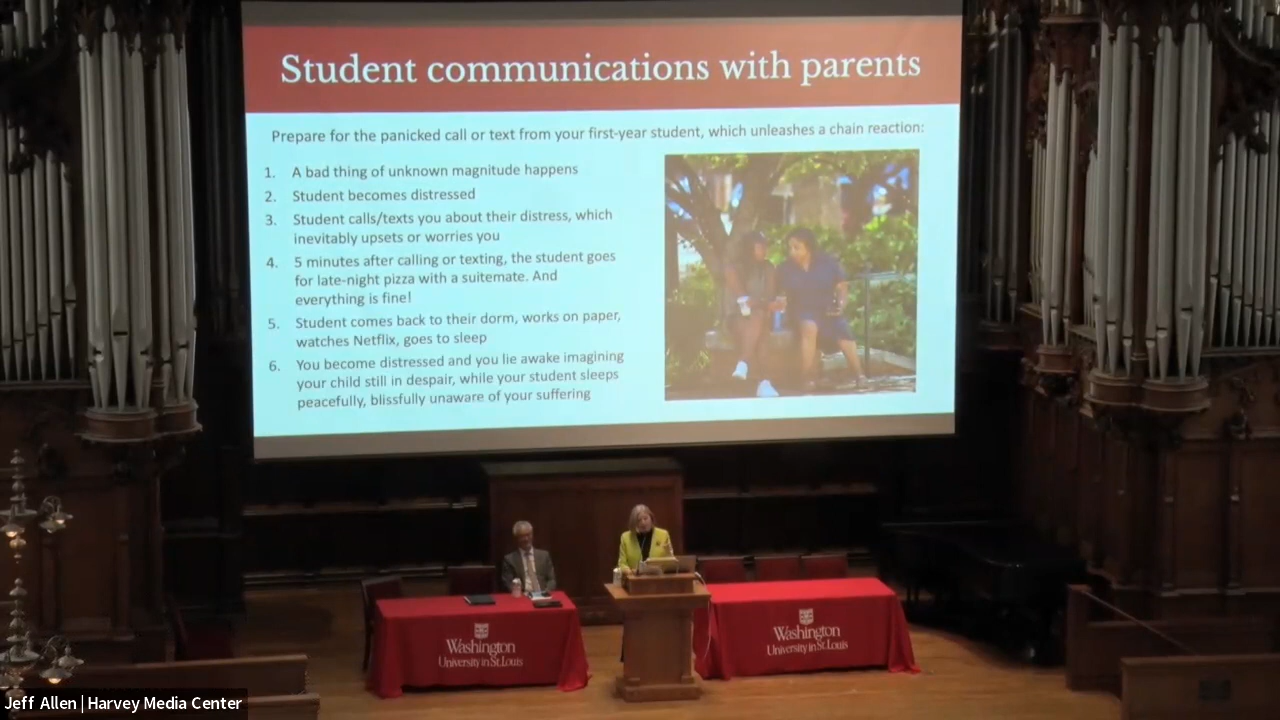 Student communications with parents
Prepare for the panicked call or text from your first-year student, which unleashes a chain reaction:
1. A bad thing of unknown magnitude happens
2. Student becomes distressed
3. Student calls/texts you about their distress, which
inevitably upsets or worries you
4. 5 minutes after calling or texting, the student goes
for late-night pizza with a suitemate. And
everything is fine!
5. Student comes back to their dorm, works on paper,
watches Netflix, goes to sleep
6. You become distressed and you lie awake imagining
your child still in despair, while your student sleeps
peacefully, blissfully unaware of your suffering
Washington
University in St. Louis
Washington
University in St. Louis
Jeff Allen | Harvey Media Center